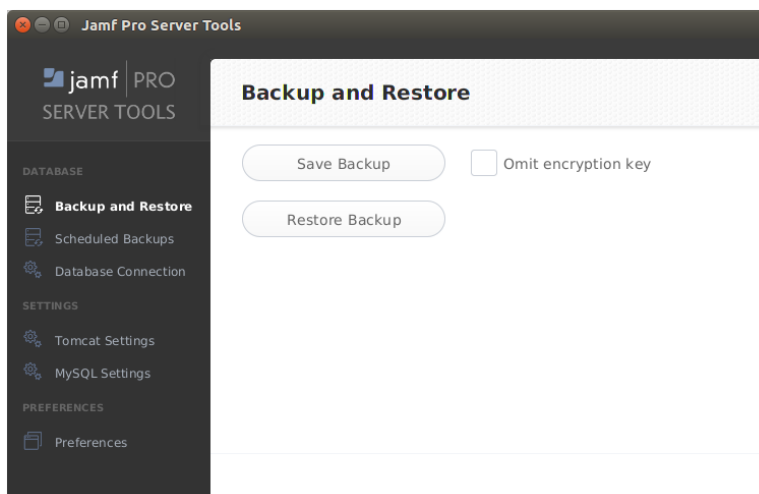 Jamf Pro Server Tools
jamf PRO
SERVER TOOLS
DATABASE
Backup and Restore
Scheduled Backups
Database Connection
SETTINGS
Tomcat Settings
MySQL Settings
PREFERENCES
Preferences
Backup and Restore
Save Backup
Omit encryption key
Restore Backup